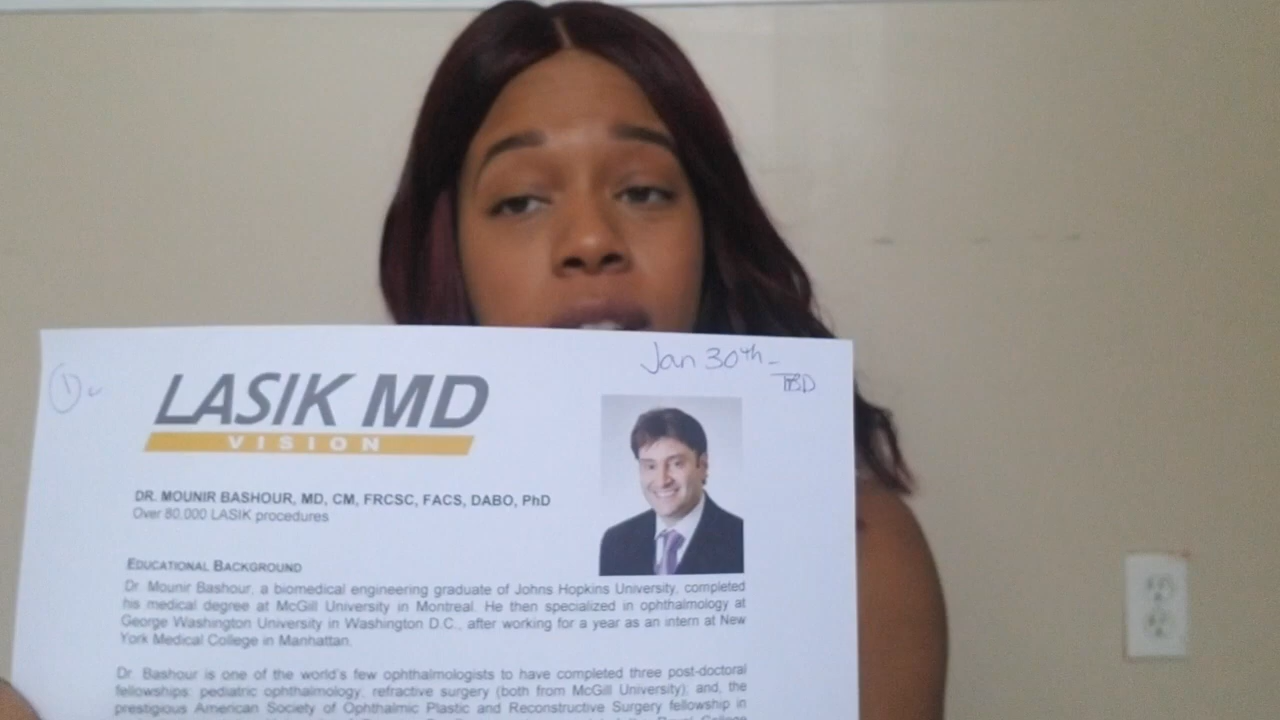 Jan 30th -
TBD
1
LASIK MD
VISION
DR. MOUNIR BASHOUR, MD, CM, FRCSC, FACS, DABO, PhD
Over 80,000 LASIK procedures
EDUCATIONAL BACKGROUND
Dr. Mounir Bashour, a biomedical engineering graduate of Johns Hopkins University, completed
his medical degree at McGill University in Montreal. He then specialized in ophthalmology at
George Washington University in Washington D.C., after working for a year as an intern at New
York Medical College in Manhattan.
Dr. Bashour is one of the world's few ophthalmologists to have completed three post-doctoral
fellowships: pediatric ophthalmology; refractive surgery (both from McGill University); and, the
prestigious American Society of Ophthalmic Plastic and Reconstructive Surgery fellowship in